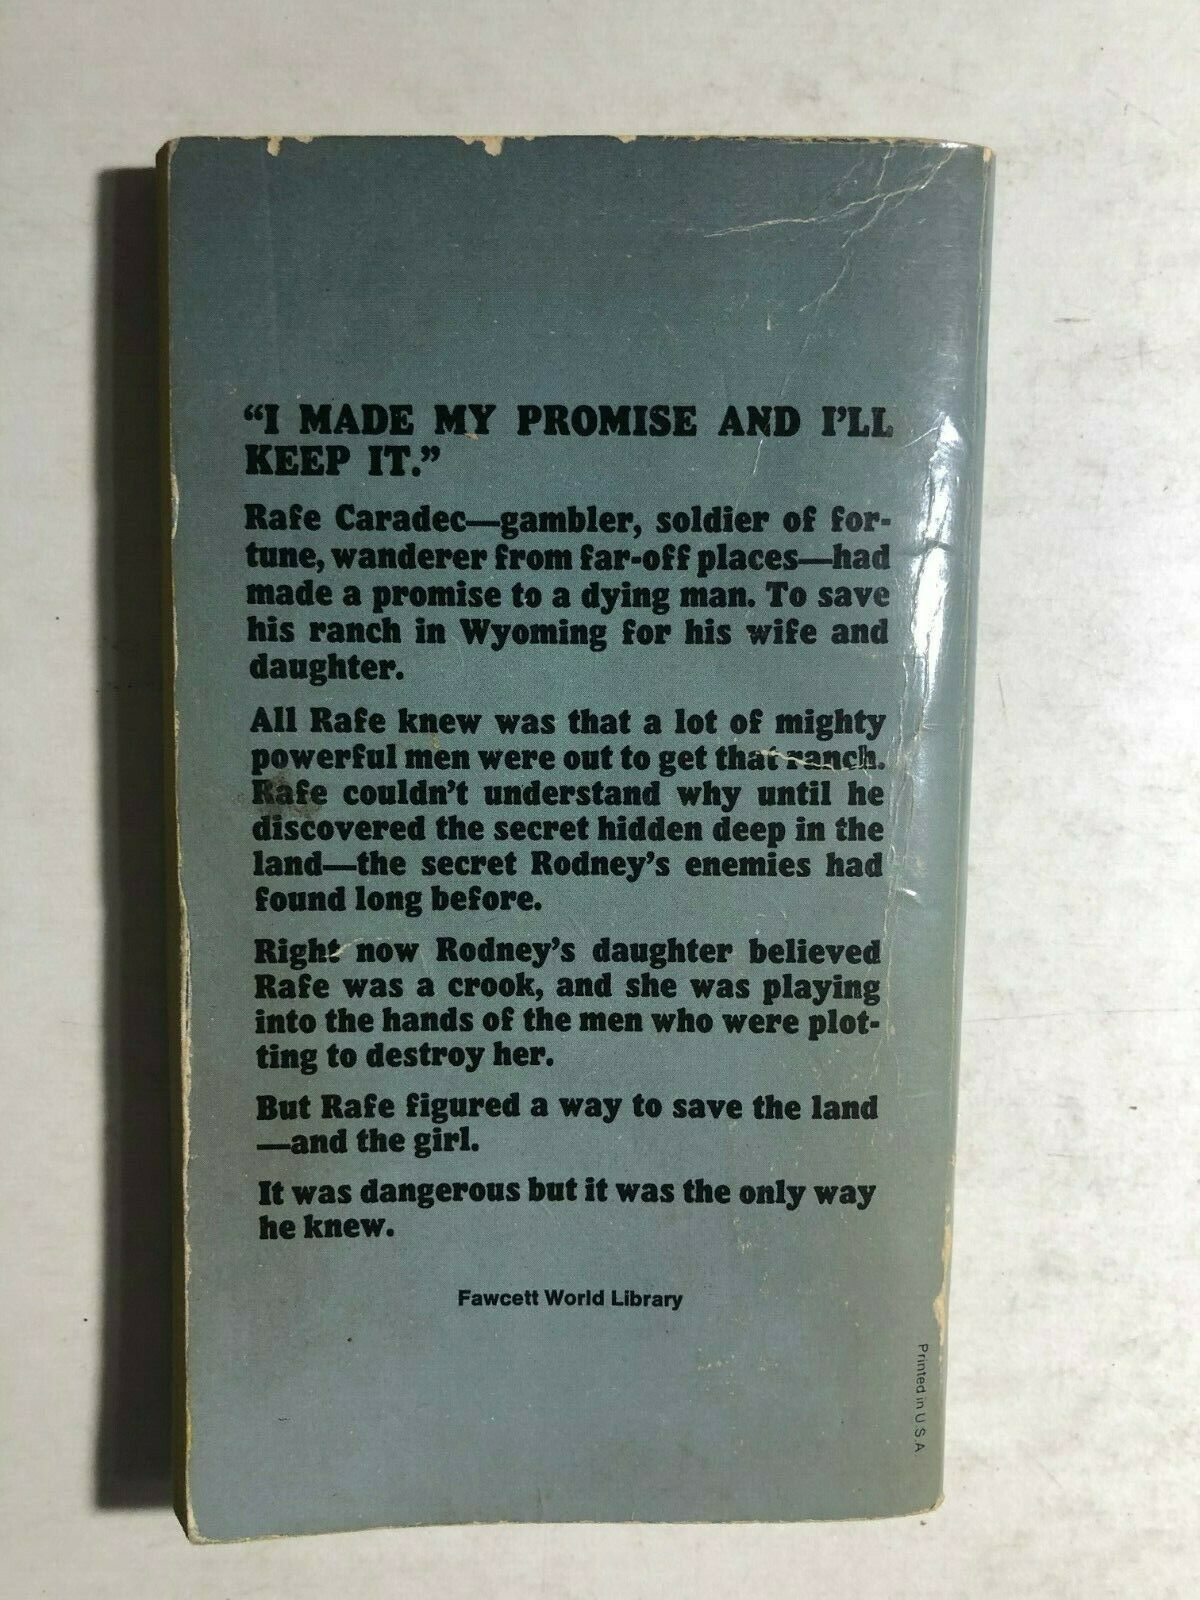 “I MADE MY PROMISE AND I’LL
KEEP IT.”
Rafe Caradec—gambler, soldier of for-
tune, wanderer from far-off places—had
made a promise to a dying man. To save
his ranch in Wyoming for his wife and
daughter.
All Rafe knew was that a lot of mighty
powerful men were out to get that ranch.
Rafe couldn’t understand why until he
discovered the secret hidden deep in the
land—the secret Rodney’s enemies had
found long before.
Right now Rodney’s daughter believed
Rafe was a crook, and she was playing
into the hands of the men who were plot-
ting to destroy her.
But Rafe figured a way to save the land
—and the girl.
It was dangerous but it was the only way
he knew.
Fawcett World Library
Printed in U.S.A.